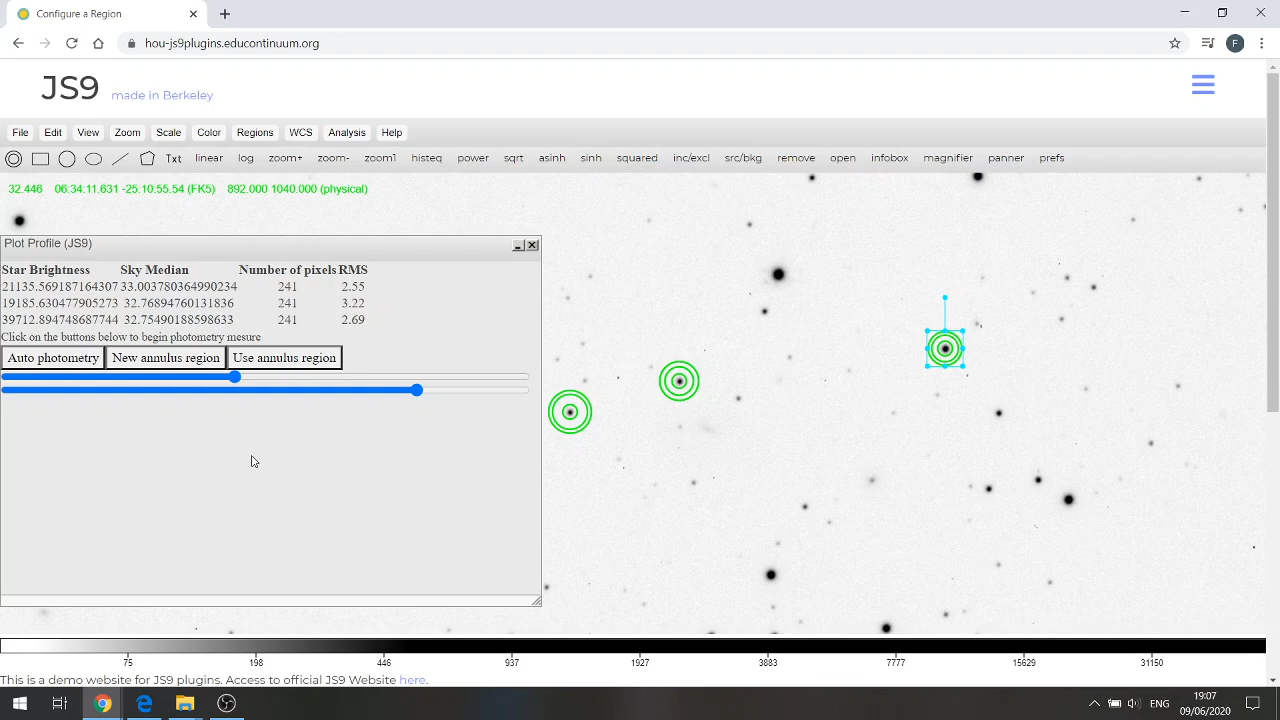 Configure a Region
hou-js9plugins.educontinuum.org
F
JS9 made in Berkeley
File Edit View Zoom Scale Color Regions WCS Analysis Help
Txt linear log zoom+ zoom- zoom1 histeq power sqrt asinh sinh squared inc/excl src/bkg remove open infobox magnifier panner prefs
32.446 06:34:11.631 -25:10:55.54 (FK5) 892.000 1040.000 (physical)
Plot Profile (JS9)
Star Brightness Sky Median Number of pixels RMS
21135.569187164307 33.003780364990234 241 2.55
19185.630477905273 32.76894760131836 241 3.22
39712.894748687744 32.75490188598633 241 2.69
Click on the buttons below to begin photometry mesure
Auto photometry New annulus region Use annulus region
75 198 446 937 1927 3883 7777 15629 31150
This is a demo website for JS9 plugins. Access to official JS9 Website here.
ENG
19:07
09/06/2020